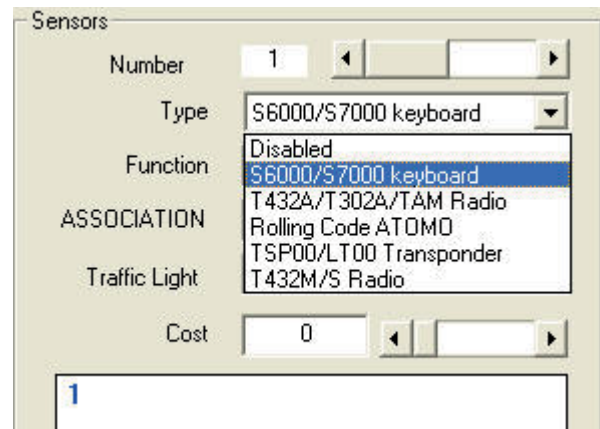 Sensors
Number 1
Type S6000/S7000 keyboard
Disabled
Function S6000/S7000 keyboard
T432A/T302A/TAM Radio
ASSOCIATION Rolling Code ATOMO
TSP00/LT00 Transponder
Traffic Light T432M/S Radio
Cost 0
1